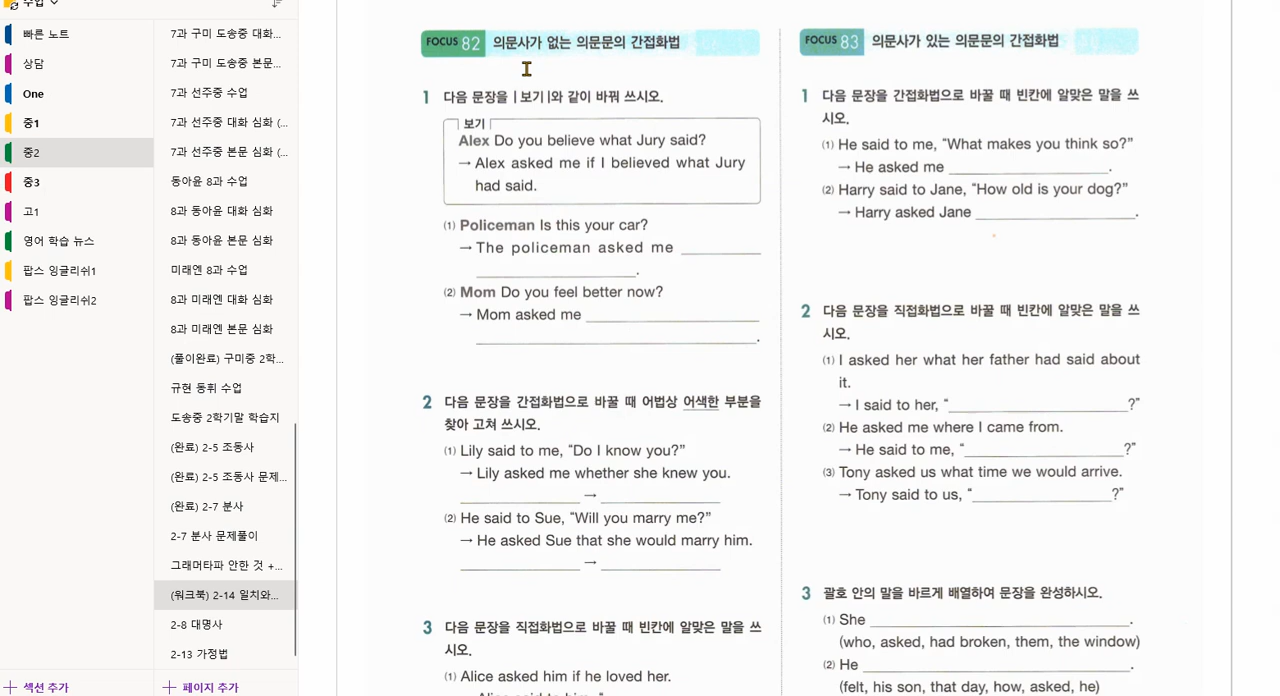 수업
빠른 노트
상담
One
중1
중2
중3
고1
영어 학습 뉴스
팝스 잉글리쉬1
팝스 잉글리쉬2
섹션 추가
7과 구미 도송중 대화...
7과 구미 도송중 본문...
7과 선주중 수업
7과 선주중 대화 심화 (...
7과 선주중 본문 심화 (...
동아윤 8과 수업
8과 동아윤 대화 심화
8과 동아윤 본문 심화
미래엔 8과 수업
8과 미래엔 대화 심화
8과 미래엔 본문 심화
(풀이완료) 구미중 2학...
규현 동휘 수업
도송중 2학기말 학습지
(완료) 2-5 조동사
(완료) 2-5 조동사 문제...
(완료) 2-7 분사
2-7 분사 문제풀이
그래머타파 안한 것 +...
(워크북) 2-14 일치와...
2-8 대명사
2-13 가정법
페이지 추가
FOCUS 82 의문사가 없는 의문문의 간접화법
1 다음 문장을 |보기|와 같이 바꿔 쓰시오.
보기
Alex Do you believe what Jury said?
→ Alex asked me if I believed what Jury
had said.
(1) Policeman Is this your car?
→ The policeman asked me ________
________.
(2) Mom Do you feel better now?
→ Mom asked me ________
________.
2 다음 문장을 간접화법으로 바꿀 때 어법상 어색한 부분을
찾아 고쳐 쓰시오.
(1) Lily said to me, “Do I know you?”
→ Lily asked me whether she knew you.
________ → ________
(2) He said to Sue, “Will you marry me?”
→ He asked Sue that she would marry him.
________ → ________
3 다음 문장을 직접화법으로 바꿀 때 빈칸에 알맞은 말을 쓰
시오.
(1) Alice asked him if he loved her.
→ Alice said to him, “
FOCUS 83 의문사가 있는 의문문의 간접화법
1 다음 문장을 간접화법으로 바꿀 때 빈칸에 알맞은 말을 쓰
시오.
(1) He said to me, “What makes you think so?”
→ He asked me ________.
(2) Harry said to Jane, “How old is your dog?”
→ Harry asked Jane ________.
2 다음 문장을 직접화법으로 바꿀 때 빈칸에 알맞은 말을 쓰
시오.
(1) I asked her what her father had said about
it.
→ I said to her, “________?”
(2) He asked me where I came from.
→ He said to me, “________?”
(3) Tony asked us what time we would arrive.
→ Tony said to us, “________?”
3 괄호 안의 말을 바르게 배열하여 문장을 완성하시오.
(1) She ________.
(who, asked, had broken, them, the window)
(2) He ________.
(felt, his son, that day, how, asked, he)